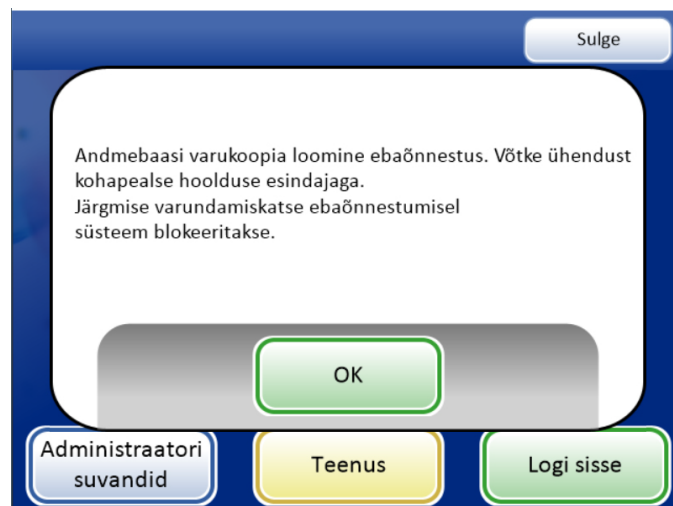 Sulge
Andmebaasi varukoopia loomine ebaõnnestus. Võtke ühendust
kohapealse hoolduse esindajaga.
Järgmise varundamiskatse ebaõnnestumisel
süsteem blokeeritakse.
OK
Administraatori
suvandid
Teenus
Logi sisse